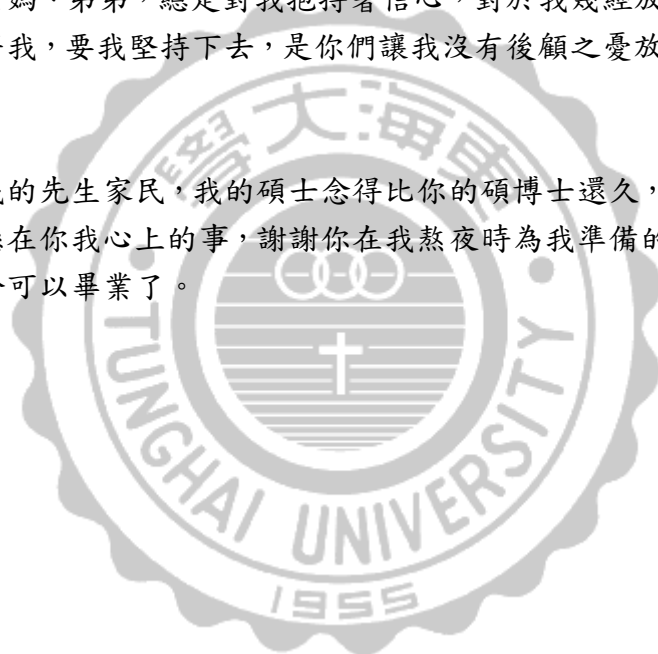 媽、弟弟，總是對我抱持著信心，對於我幾經放
我，要我堅持下去，是你們讓我沒有後顧之憂放
的先生家民，我的碩士念得比你的碩博士還久，
在你我心上的事，謝謝你在我熬夜時為我準備的
可以畢業了。
學大海東
TUNGHAI UNIVERSITY
1955